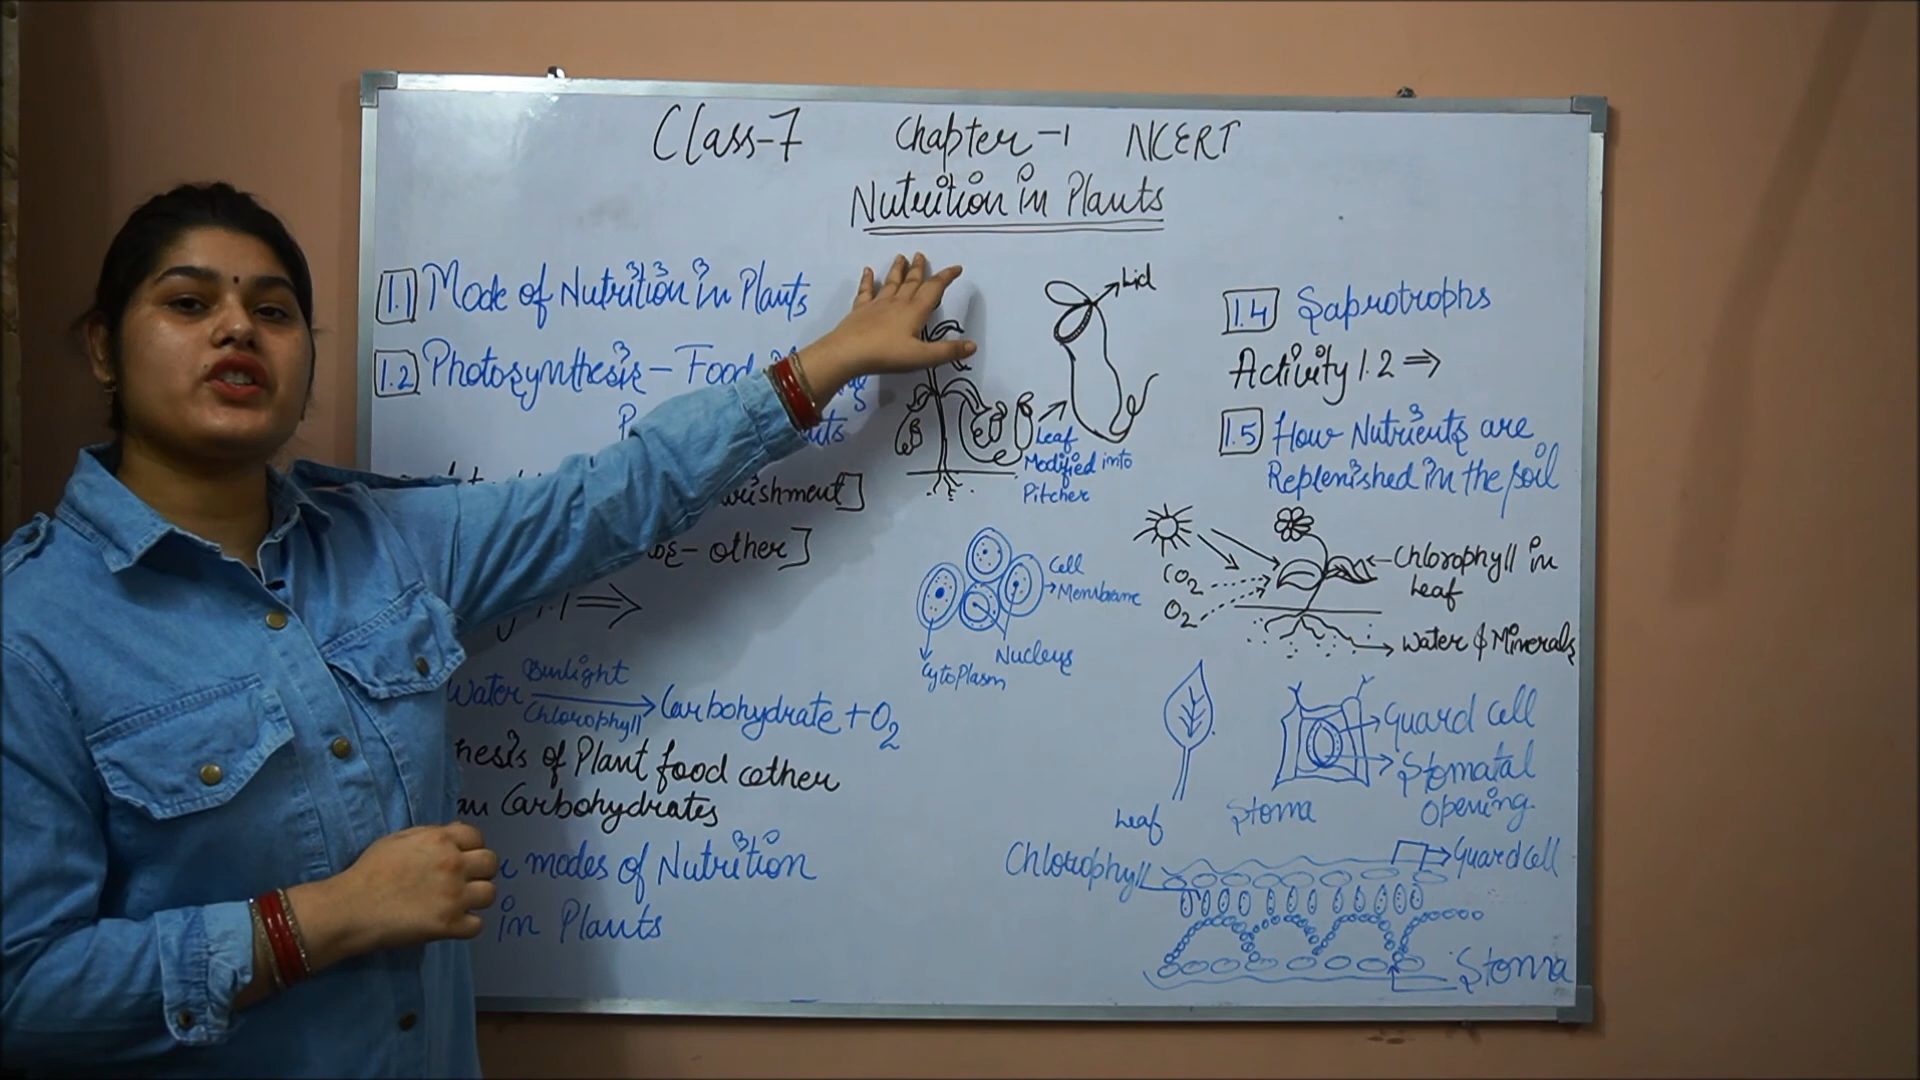 Class-7 Chapter-1 NCERT
Nutrition in Plants
1.1 Mode of Nutrition in Plants
1.2 Photosynthesis - Food
nourishment]
other]
1.1 ⇒
Water Sunlight Chlorophyll → Carbohydrate + O2
of Plant food other
Carbohydrates
modes of Nutrition
in Plants
Lid
Leaf
Modified into
Pitcher
Cell
Membrane
Nucleus
CytoPlasm
1.4 Saprotrophs
Activity 1.2 ⇒
1.5 How Nutrients are
Replenished in the soil
CO2
O2
Chlorophyll in
Leaf
Water & Minerals
Guard Cell
Stomatal
Opening
Leaf
Stoma
Chlorophyll
Guard Cell
Stoma